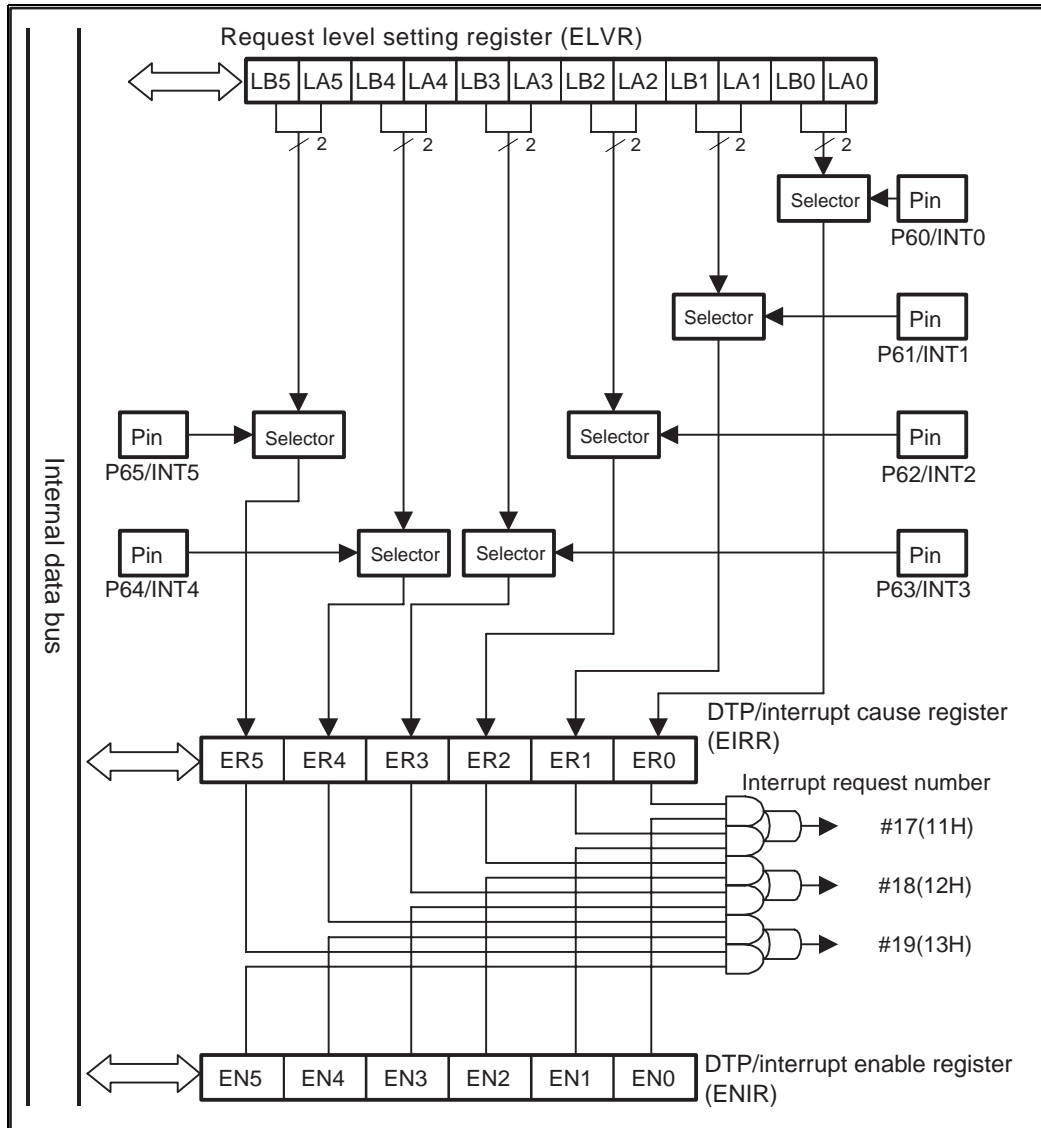 Request level setting register (ELVR)
LB5 LA5 LB4 LA4 LB3 LA3 LB2 LA2 LB1 LA1 LB0 LA0
2 2 2 2 2 2
Selector Pin
P60/INT0
Selector Pin
P61/INT1
Pin Selector Selector Pin
P65/INT5 P62/INT2
Pin Selector Selector Pin
P64/INT4 P63/INT3
Internal data bus
DTP/interrupt cause register
(EIRR)
ER5 ER4 ER3 ER2 ER1 ER0
Interrupt request number
#17(11H)
#18(12H)
#19(13H)
EN5 EN4 EN3 EN2 EN1 EN0
DTP/interrupt enable register
(ENIR)